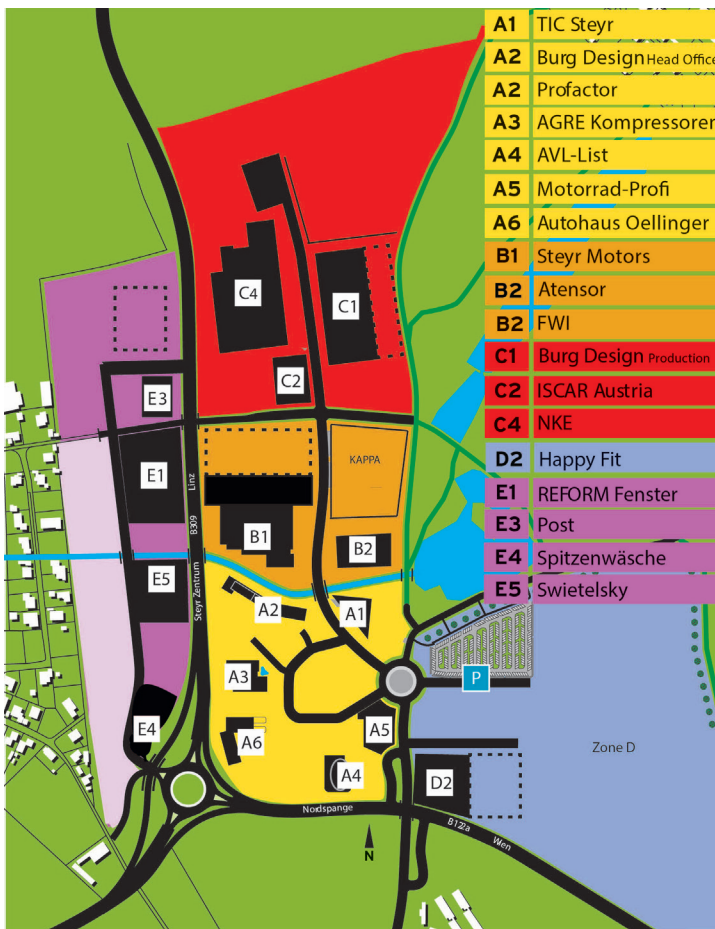 A1 TIC Steyr
A2 Burg Design Head Office
A2 Profactor
A3 AGRE Kompressoren
A4 AVL-List
A5 Motorrad-Profi
A6 Autohaus Oellinger
B1 Steyr Motors
B2 Atensor
B2 FWI
C1 Burg Design Production
C2 ISCAR Austria
C4 NKE
D2 Happy Fit
E1 REFORM Fenster
E3 Post
E4 Spitzenwäsche
E5 Swietelsky
C4
C1
C2
E3
KAPPA
E1
Linz
B309
Steyr Zentrum
B1
B2
E5
A2
A1
A3
P
E4
A6
A5
Zone D
A4
D2
Nordspange
B122a
Wien
N